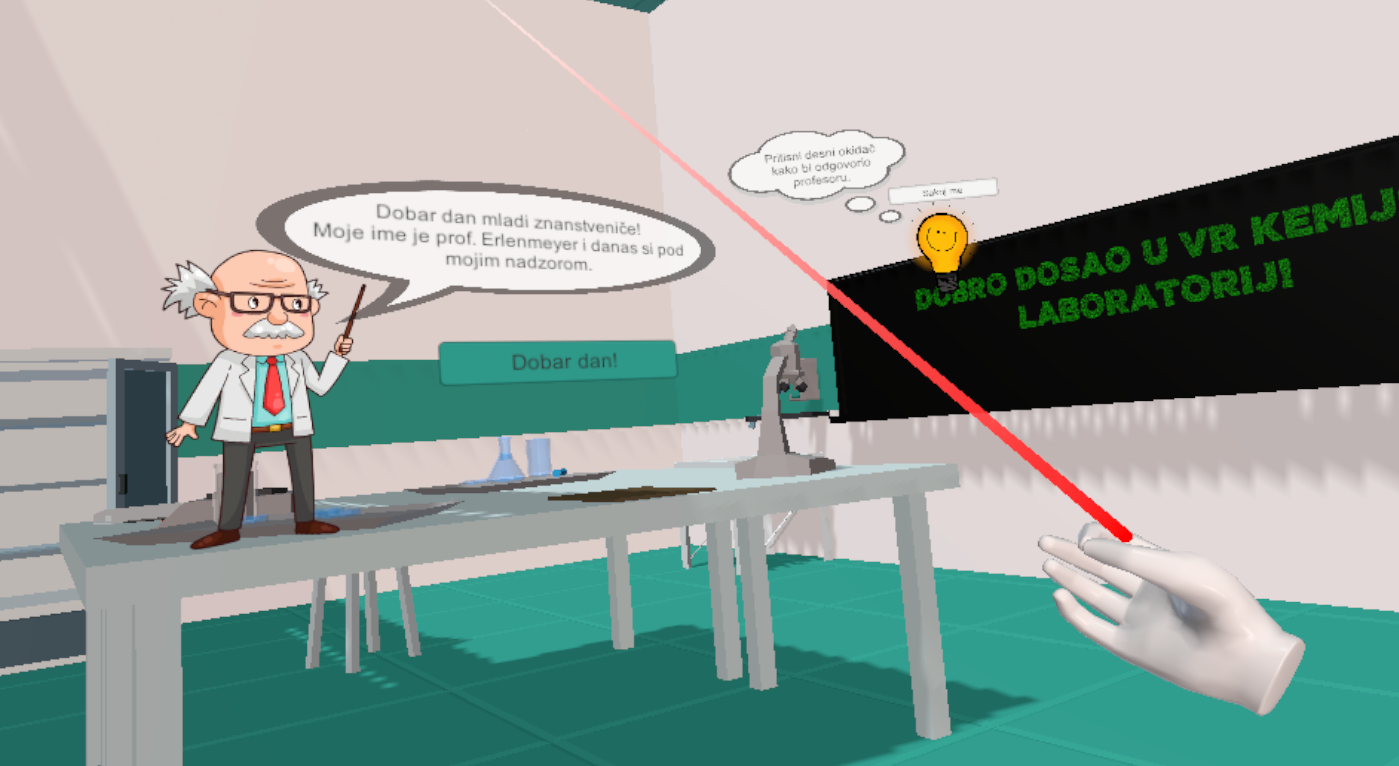 Dobar dan mladi znanstveniče!
Moje ime je prof. Erlenmeyer i danas si pod
mojim nadzorom.
Dobar dan!
Pritisni desni okidač
kako bi odgovorio
profesoru.
Sakrij me
DOBRO DOSAO U VR KEMIJ
LABORATORIJI